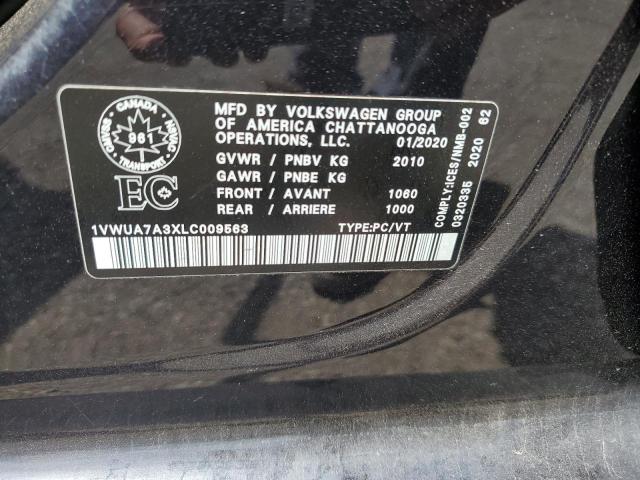 CANADA
961
TRANSPORT
EC
MFD BY VOLKSWAGEN GROUP
OF AMERICA CHATTANOOGA
OPERATIONS, LLC. 01/2020
GVWR / PNBV KG 2010
GAWR / PNBE KG
FRONT / AVANT 1060
REAR / ARRIERE 1000
1VWUA7A3XLC009563 TYPE:PC/VT
COMPLY:ICES/NMB-002
0320335 2020 62